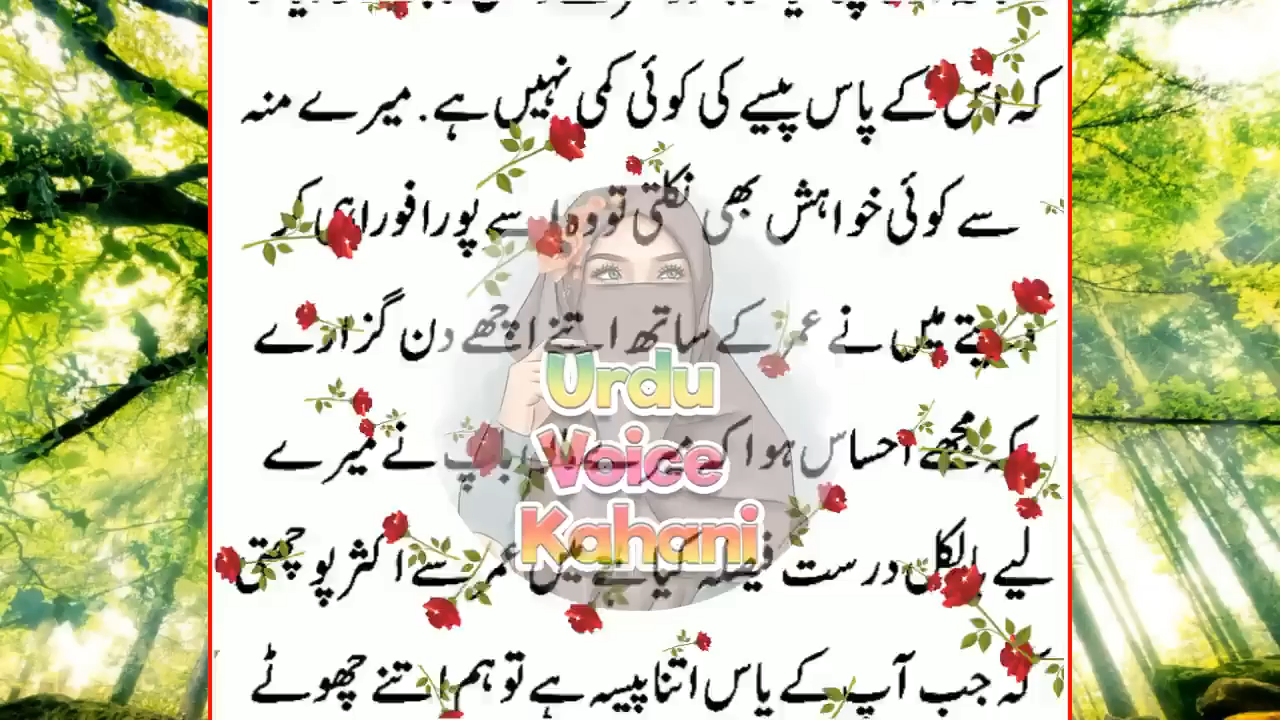 کہ اس کے پاس پیسے کی کوئی کمی نہیں ہے. میرے منہ
سے کوئی خواہش بھی نکلتی تو وہ اسے پورا فورا ہی کر
دیتے میں نے عمر کے ساتھ اتنے اچھے دن گزارے
کہ مجھے احساس ہوا کہ میرے ماں باپ نے میرے
لیے بالکل درست فیصلہ کیا ہے میں عمر سے اکثر پوچھتی
کہ جب آپ کے پاس اتنا پیسہ ہے تو ہم اتنے چھوٹے
Urdu
Voice
Kahani